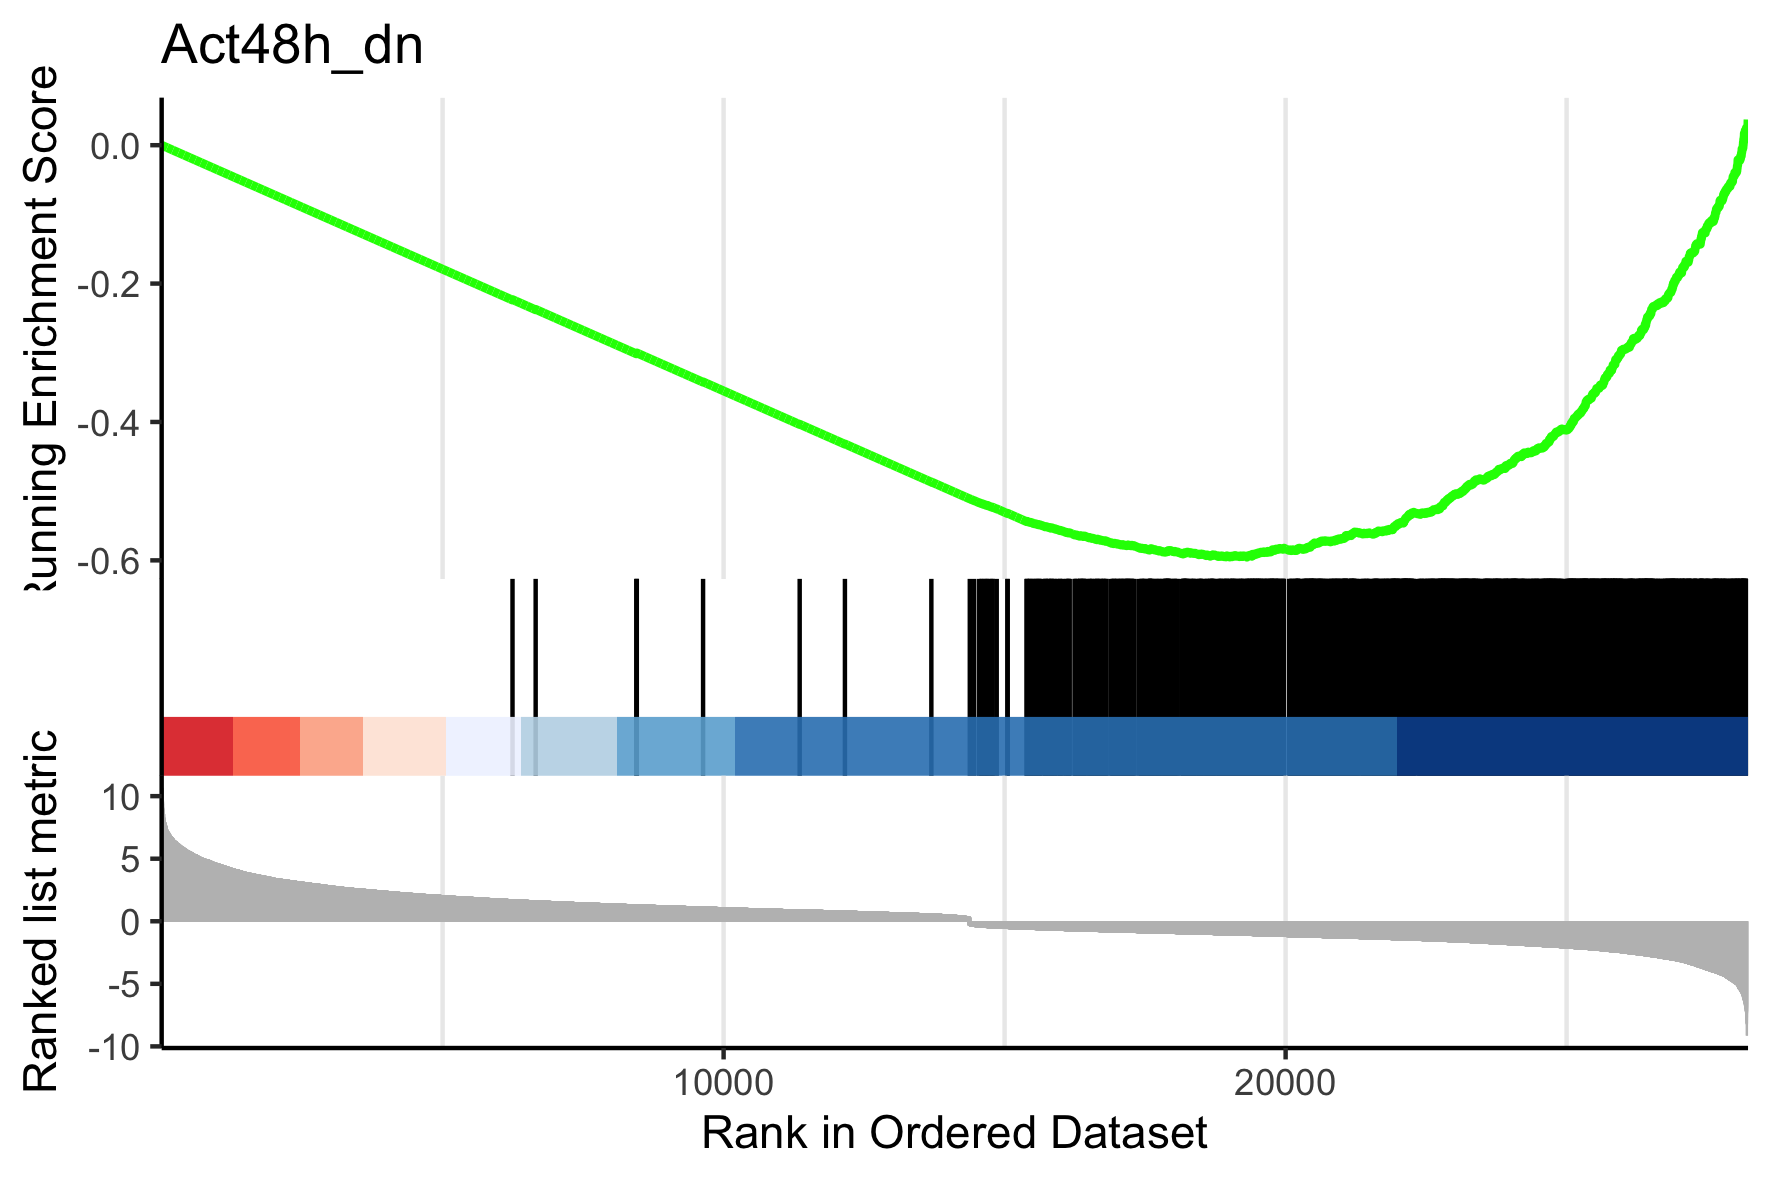 Act48h_dn
Running Enrichment Score
0.0
-0.2
-0.4
-0.6
Ranked list metric
10
5
0
-5
-10
10000
20000
Rank in Ordered Dataset